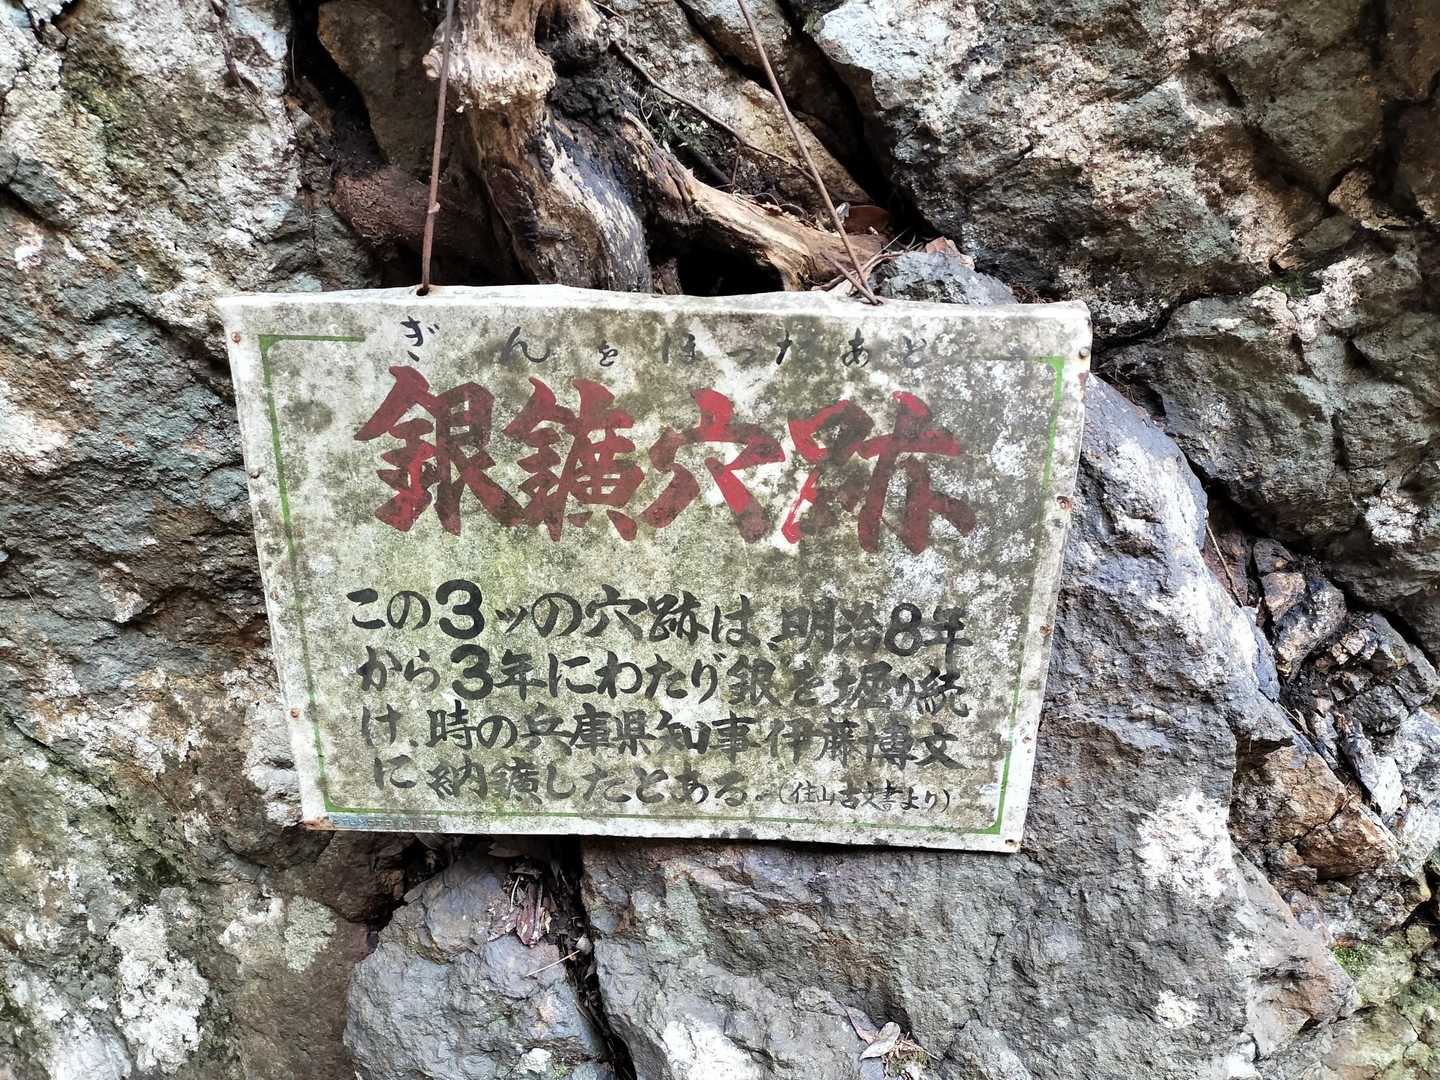 ぎんをほったあと
銀鑛穴跡
この3ッの穴跡は、明治8年
から3年にわたり銀を堀り続
け、時の兵庫県知事伊藤博文
に納鑛したとある。(住山古文書より)